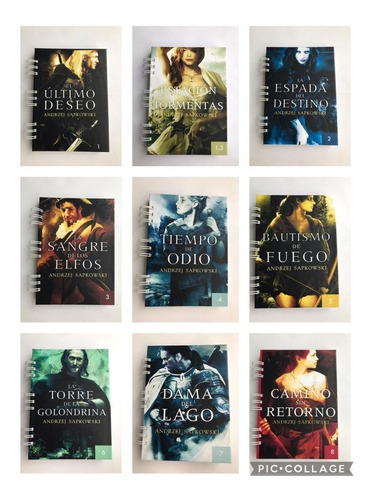 EL
ÚLTIMO
DESEO
ANDRZEJ SAPKOWSKI
1
ESTACIÓN
DE
TORMENTAS
ANDRZEJ SAPKOWSKI
1.3
LA
ESPADA
DEL
DESTINO
ANDRZEJ SAPKOWSKI
2
LA
SANGRE
DE LOS
ELFOS
ANDRZEJ SAPKOWSKI
3
TIEMPO
DE
ODIO
ANDRZEJ SAPKOWSKI
4
BAUTISMO
DE
FUEGO
ANDRZEJ SAPKOWSKI
5
LA
TORRE
DE LA
GOLONDRINA
ANDRZEJ SAPKOWSKI
6
LA
DAMA
DEL
LAGO
ANDRZEJ SAPKOWSKI
7
CAMINO
SIN
RETORNO
ANDRZEJ SAPKOWSKI
8
PIC•COLLAGE